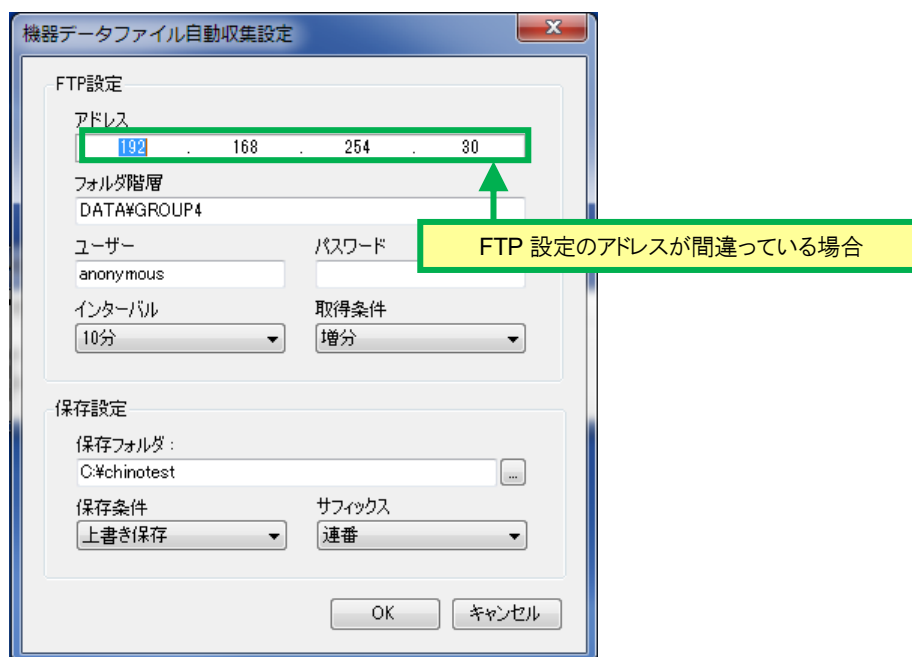 機器データファイル自動収集設定
FTP設定
アドレス
192 . 168 . 254 . 30
フォルダ階層
DATA¥GROUP4
FTP 設定のアドレスが間違っている場合
ユーザー パスワード
anonymous
インターバル 取得条件
10分 増分
保存設定
保存フォルダ:
C:¥chinotest ...
保存条件 サフィックス
上書き保存 連番
OK キャンセル